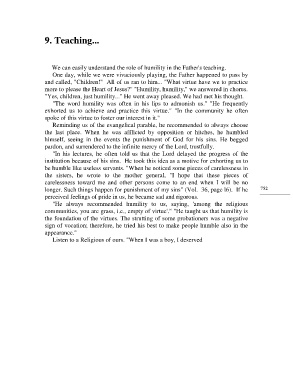 9. Teaching...
We can easily understand the role of humility in the Father's teaching.
One day, while we were vivaciously playing, the Father happened to pass by
and called, "Children!" All of us ran to him... "What virtue have we to practice
more to please the Heart of Jesus?" "Humility, humility," we answered in chorus.
"Yes, children, just humility..." He went away pleased. We had met his thought.
"The word humility was often in his lips to admonish us." "He frequently
exhorted us to achieve and practice this virtue." "In the community he often
spoke of this virtue to foster our interest in it."
Reminding us of the evangelical parable, he recommended to always choose
the last place. When he was afflicted by opposition or hitches, he humbled
himself, seeing in the events the punishment of God for his sins. He begged
pardon, and surrendered to the infinite mercy of the Lord, trustfully.
"In his lectures, he often told us that the Lord delayed the progress of the
institution because of his sins. He took this idea as a motive for exhorting us to
be humble like useless servants. "When he noticed some pieces of carelessness in
the sisters, he wrote to the mother general, "I hope that these pieces of
carelessness toward me and other persons come to an end when I will be no
longer. Such things happen for punishment of my sins" (Vol. 36, page l6). If he
perceived feelings of pride in us, he became sad and rigorous.
"He always recommended humility to us, saying, 'among the religious
communities, you are grass, i.e., empty of virtue'," "He taught us that humility is
the foundation of the virtues. The strutting of some probationers was a negative
sign of vocation; therefore, he tried his best to make people humble also in the
appearance."
Listen to a Religious of ours. "When I was a boy, I deserved
752